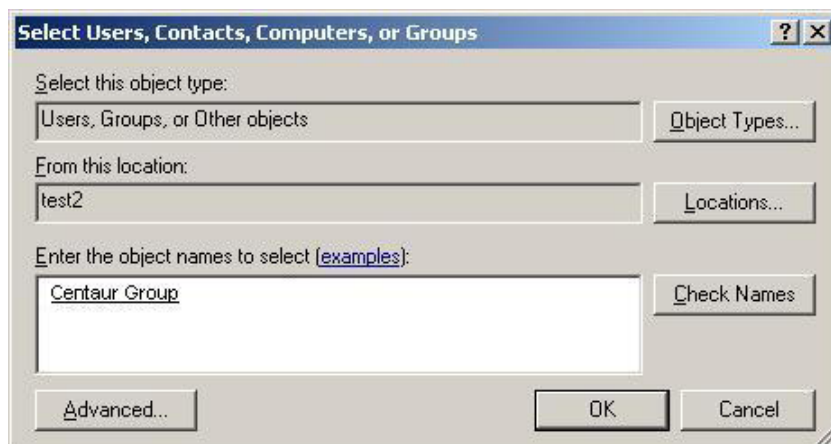 Select Users, Contacts, Computers, or Groups
Select this object type:
Users, Groups, or Other objects
Object Types...
From this location:
test2
Locations...
Enter the object names to select (examples):
Centaur Group
Check Names
Advanced...
OK
Cancel